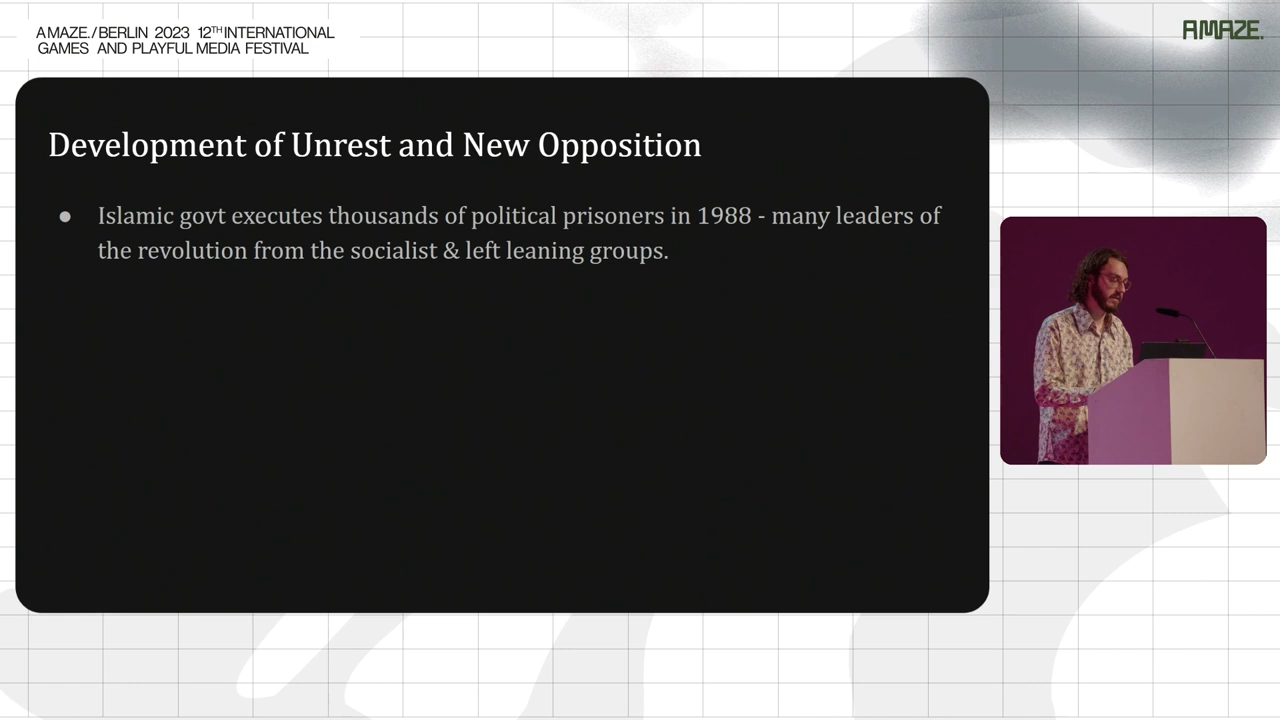 A MAZE./BERLIN 2023 12TH INTERNATIONAL
GAMES AND PLAYFUL MEDIA FESTIVAL
AMAZE.
Development of Unrest and New Opposition
● Islamic govt executes thousands of political prisoners in 1988 - many leaders of
the revolution from the socialist & left leaning groups.